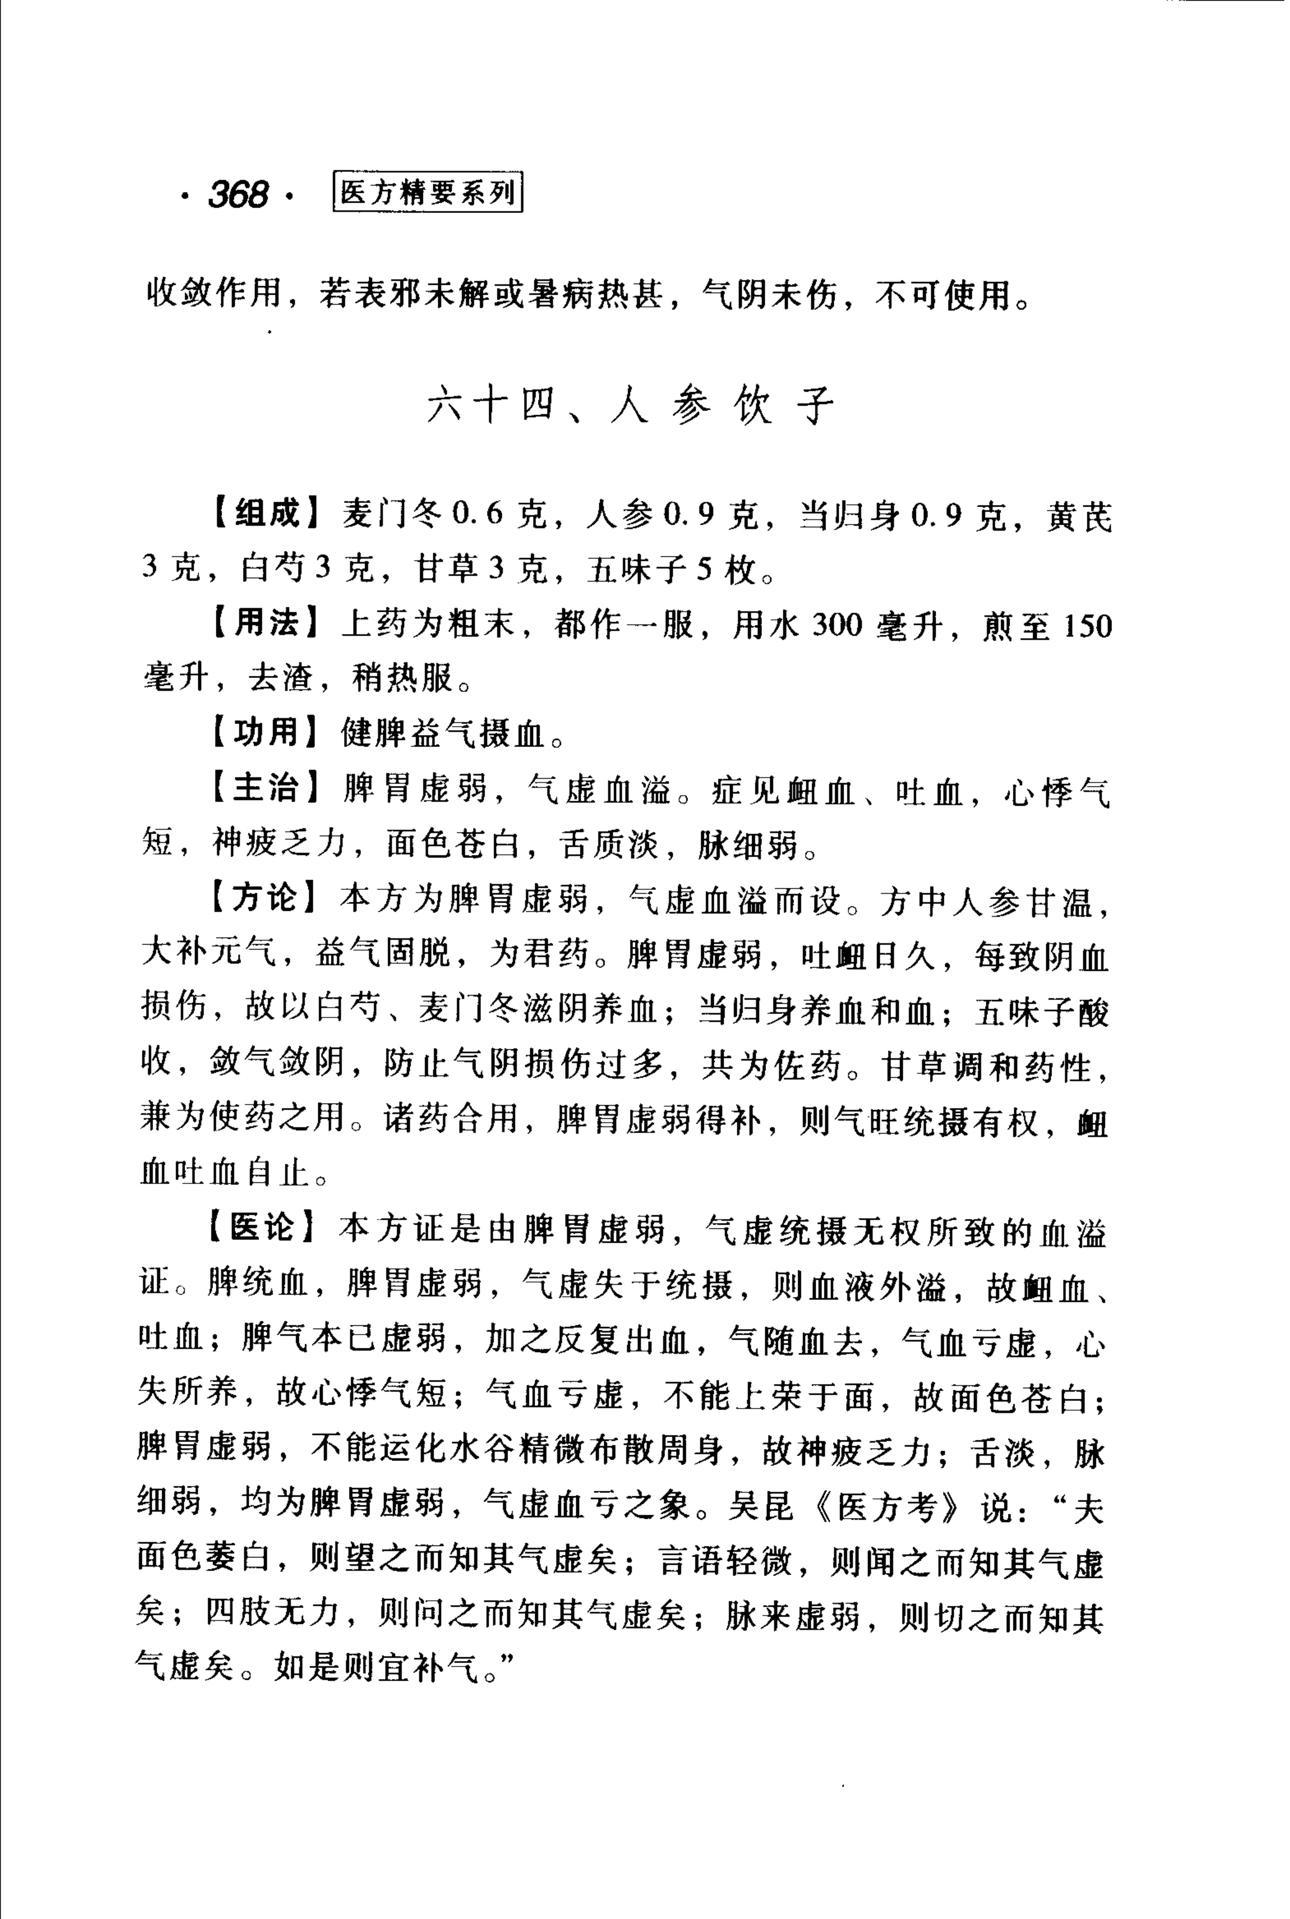 ·368· 医方精要系列
收敛作用，若表邪未解或暑病热甚，气阴未伤，不可使用。
六十四、人参饮子
【组成】麦门冬0.6克，人参0.9克，当归身0.9克，黄芪
3克，白芍3克，甘草3克，五味子5枚。
【用法】上药为粗末，都作一服，用水300毫升，煎至150
毫升，去渣，稍热服。
【功用】健脾益气摄血。
【主治】脾胃虚弱，气虚血溢。症见衄血、吐血，心悸气
短，神疲乏力，面色苍白，舌质淡，脉细弱。
【方论】本方为脾胃虚弱，气虚血溢而设。方中人参甘温，
大补元气，益气固脱，为君药。脾胃虚弱，吐衄日久，每致阴血
损伤，故以白芍、麦门冬滋阴养血；当归身养血和血；五味子酸
收，敛气敛阴，防止气阴损伤过多，共为佐药。甘草调和药性，
兼为使药之用。诸药合用，脾胃虚弱得补，则气旺统摄有权，衄
血吐血自止。
【医论】本方证是由脾胃虚弱，气虚统摄无权所致的血溢
证。脾统血，脾胃虚弱，气虚失于统摄，则血液外溢，故衄血、
吐血；脾气本已虚弱，加之反复出血，气随血去，气血亏虚，心
失所养，故心悸气短；气血亏虚，不能上荣于面，故面色苍白；
脾胃虚弱，不能运化水谷精微布散周身，故神疲乏力；舌淡，脉
细弱，均为脾胃虚弱，气虚血亏之象。吴昆《医方考》说：“夫
面色萎白，则望之而知其气虚矣；言语轻微，则闻之而知其气虚
矣；四肢无力，则问之而知其气虚矣；脉来虚弱，则切之而知其
气虚矣。如是则宜补气。”